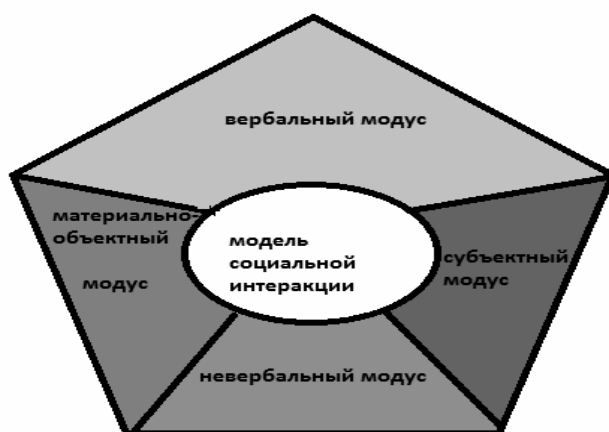 вербальный модус
материально-
объектный
модус
модель
социальной
интеракции
субъектный
модус
невербальный модус